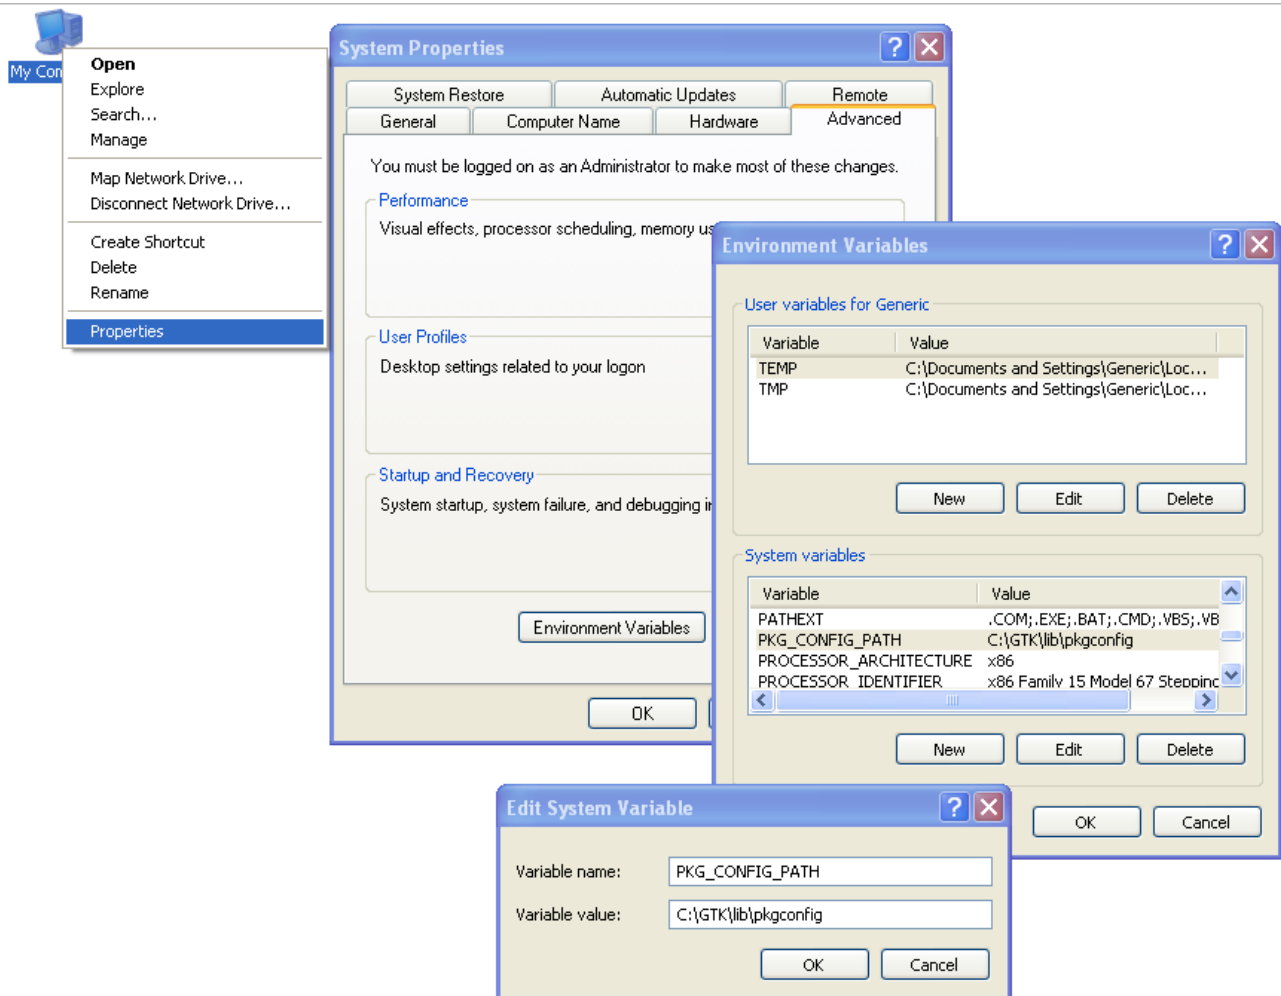 My Con
Open
Explore
Search...
Manage
Map Network Drive...
Disconnect Network Drive...
Create Shortcut
Delete
Rename
Properties
System Properties
System Restore
Automatic Updates
Remote
General
Computer Name
Hardware
Advanced
You must be logged on as an Administrator to make most of these changes.
Performance
Visual effects, processor scheduling, memory us
User Profiles
Desktop settings related to your logon
Startup and Recovery
System startup, system failure, and debugging in
Environment Variables
OK
Environment Variables
User variables for Generic
Variable Value
TEMP C:\Documents and Settings\Generic\Loc...
TMP C:\Documents and Settings\Generic\Loc...
New Edit Delete
System variables
Variable Value
PATHEXT .COM;.EXE;.BAT;.CMD;.VBS;.VB
PKG_CONFIG_PATH C:\GTK\lib\pkgconfig
PROCESSOR_ARCHITECTURE x86
PROCESSOR_IDENTIFIER x86 Family 15 Model 67 Stepping
New Edit Delete
OK Cancel
Edit System Variable
Variable name: PKG_CONFIG_PATH
Variable value: C:\GTK\lib\pkgconfig
OK Cancel